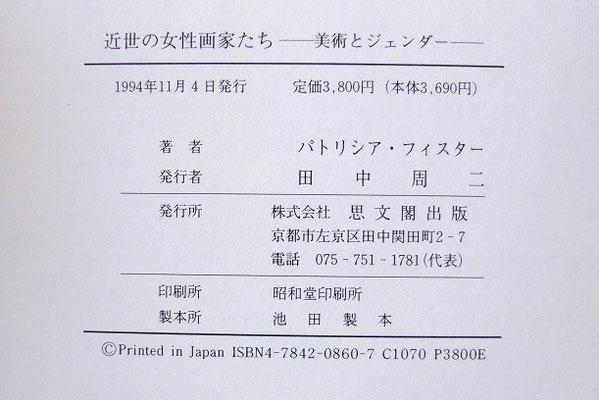 近世の女性画家たち――美術とジェンダー――
1994年11月4日発行　定価3,800円（本体3,690円）
著者　パトリシア・フィスター
発行者　田中周二
発行所　株式会社　思文閣出版
京都市左京区田中関田町2-7
電話　075-751-1781(代表)
印刷所　昭和堂印刷所
製本所　池田製本
©Printed in Japan ISBN4-7842-0860-7 C1070 P3800E